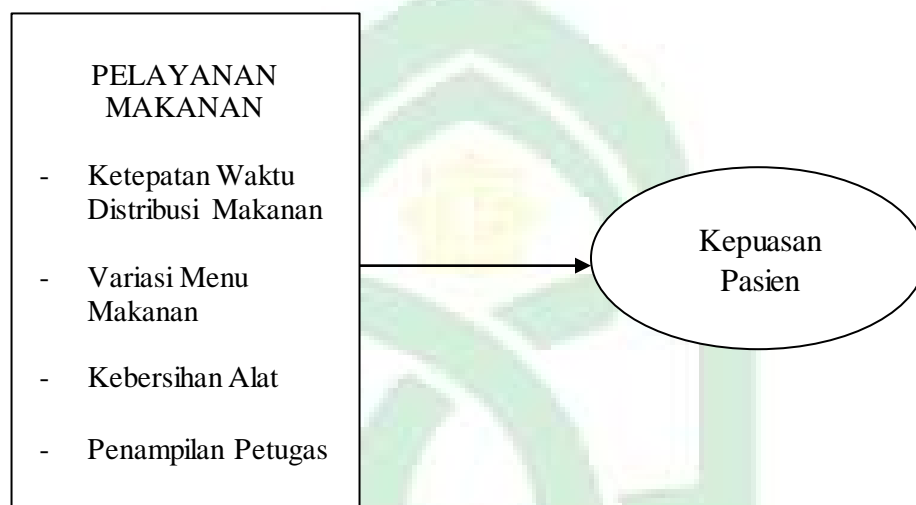 PELAYANAN
MAKANAN
- Ketepatan Waktu
Distribusi Makanan
- Variasi Menu
Makanan
- Kebersihan Alat
- Penampilan Petugas
Kepuasan
Pasien